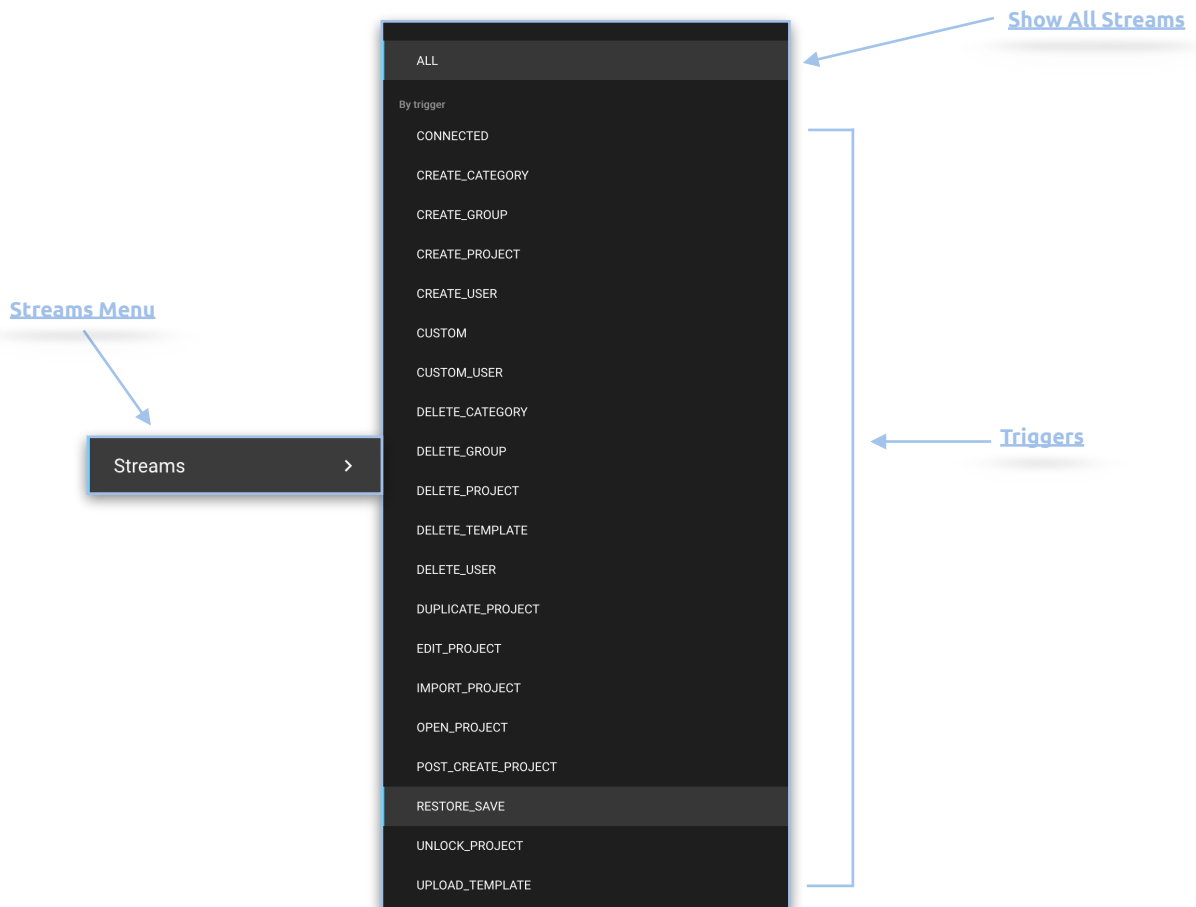 Show All Streams
ALL
By trigger
CONNECTED
CREATE_CATEGORY
CREATE_GROUP
CREATE_PROJECT
CREATE_USER
Streams Menu
CUSTOM
CUSTOM_USER
DELETE_CATEGORY
Triggers
DELETE_GROUP
Streams
DELETE_PROJECT
DELETE_TEMPLATE
DELETE_USER
DUPLICATE_PROJECT
EDIT_PROJECT
IMPORT_PROJECT
OPEN_PROJECT
POST_CREATE_PROJECT
RESTORE_SAVE
UNLOCK_PROJECT
UPLOAD_TEMPLATE